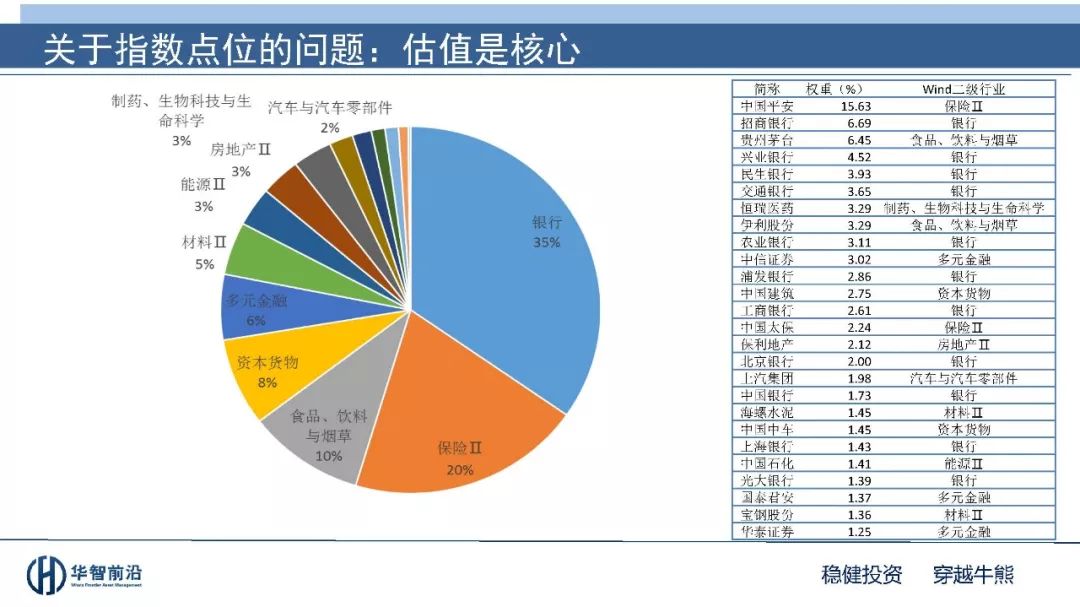 关于指数点位的问题：估值是核心
制药、生物科技与生
命科学
3%
汽车与汽车零部件
2%
房地产Ⅱ
3%
能源Ⅱ
3%
材料Ⅱ
5%
多元金融
6%
资本货物
8%
食品、饮料
与烟草
10%
保险Ⅱ
20%
银行
35%
简称 权重（%） Wind二级行业
中国平安 15.63 保险Ⅱ
招商银行 6.69 银行
贵州茅台 6.45 食品、饮料与烟草
兴业银行 4.52 银行
民生银行 3.93 银行
交通银行 3.65 银行
恒瑞医药 3.29 制药、生物科技与生命科学
伊利股份 3.29 食品、饮料与烟草
农业银行 3.11 银行
中信证券 3.02 多元金融
浦发银行 2.86 银行
中国建筑 2.75 资本货物
工商银行 2.61 银行
中国太保 2.24 保险Ⅱ
保利地产 2.12 房地产Ⅱ
北京银行 2.00 银行
上汽集团 1.98 汽车与汽车零部件
中国银行 1.73 银行
海螺水泥 1.45 材料Ⅱ
中国中车 1.45 资本货物
上海银行 1.43 银行
中国石化 1.41 能源Ⅱ
光大银行 1.39 银行
国泰君安 1.37 多元金融
宝钢股份 1.36 材料Ⅱ
华泰证券 1.25 多元金融
华智前沿
稳健投资 穿越牛熊